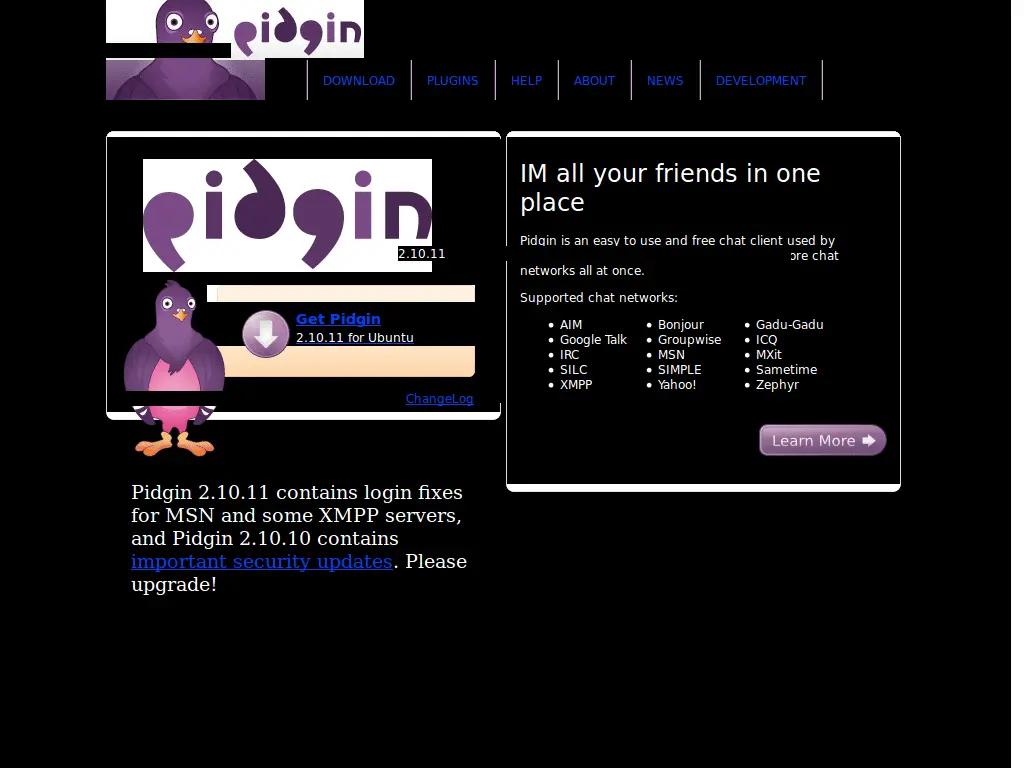 pidgin
DOWNLOAD
PLUGINS
HELP
ABOUT
NEWS
DEVELOPMENT
pidgin
2.10.11
Get Pidgin
2.10.11 for Ubuntu
ChangeLog
Pidgin 2.10.11 contains login fixes
for MSN and some XMPP servers,
and Pidgin 2.10.10 contains
important security updates. Please
upgrade!
IM all your friends in one
place
Pidgin is an easy to use and free chat client used by
chat
networks all at once.
Supported chat networks:
AIM
Google Talk
IRC
SILC
XMPP
Bonjour
Groupwise
MSN
SIMPLE
Yahoo!
Gadu-Gadu
ICQ
MXit
Sametime
Zephyr
Learn More